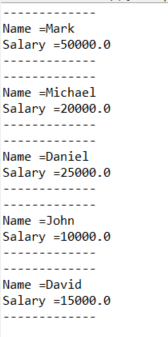 -------------
Name =Mark
Salary =50000.0
-------------
-------------
Name =Michael
Salary =20000.0
-------------
-------------
Name =Daniel
Salary =25000.0
-------------
-------------
Name =John
Salary =10000.0
-------------
-------------
Name =David
Salary =15000.0
-------------